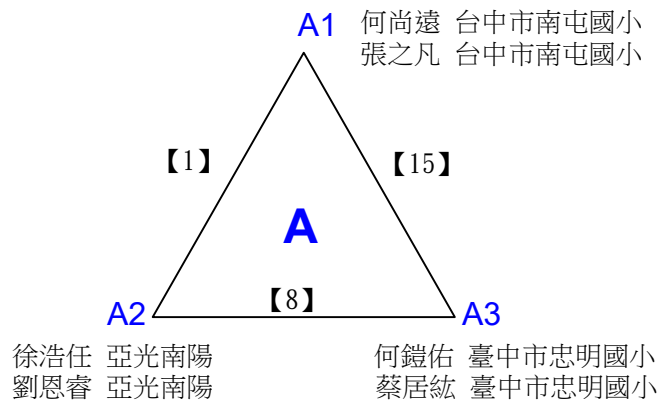 A1
何尚遠 台中市南屯國小
張之凡 台中市南屯國小
【1】
【15】
A
【8】
A2
A3
徐浩任 亞光南陽
劉恩睿 亞光南陽
何鎧佑 臺中市忠明國小
蔡居紘 臺中市忠明國小